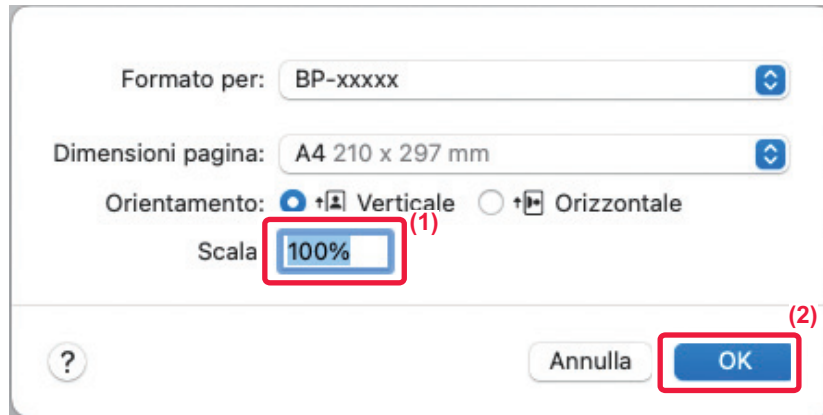 Formato per: BP-xxxxx
Dimensioni pagina: A4 210 x 297 mm
Orientamento: Verticale Orizzontale
(1)
Scala 100%
(2)
? Annulla OK